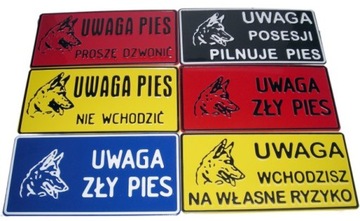 UWAGA PIES
PROSZĘ DZWONIĆ
UWAGA
POSESJI
PILNUJE PIES
UWAGA PIES
NIE WCHODZIĆ
UWAGA
ZŁY PIES
UWAGA
ZŁY PIES
UWAGA
WCHODZISZ
NA WŁASNE RYZYKO